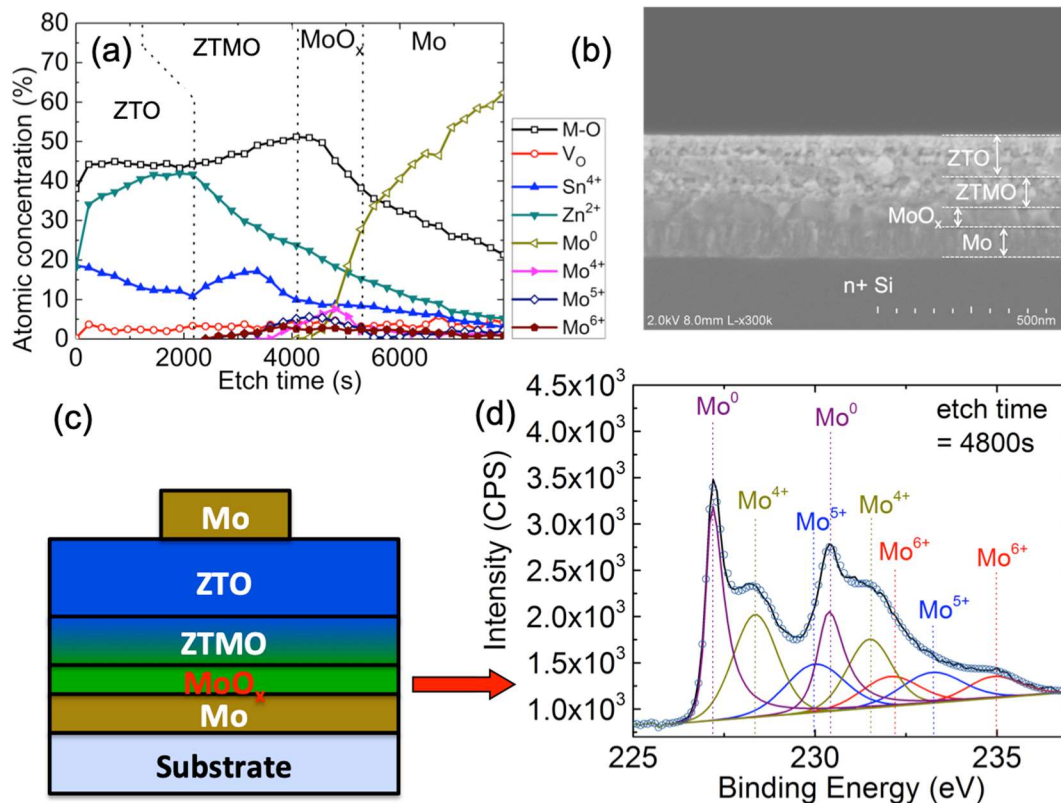 (a)
80
70
60
50
40
30
20
10
0
Atomic concentration (%)
ZTO
ZTMO
MoOx
Mo
0
2000
4000
6000
Etch time (s)
M-O
VO
Sn4+
Zn2+
Mo0
Mo4+
Mo5+
Mo6+
(b)
ZTO
ZTMO
MoOx
Mo
n+ Si
2.0kV 8.0mm L-x300k
500nm
(c)
Mo
ZTO
ZTMO
MoOx
Mo
Substrate
(d)
4.5x10³
4.0x10³
3.5x10³
3.0x10³
2.5x10³
2.0x10³
1.5x10³
1.0x10³
Intensity (CPS)
Mo0
Mo0
etch time
= 4800s
Mo4+
Mo5+
Mo4+
Mo6+
Mo6+
Mo5+
225
230
235
Binding Energy (eV)